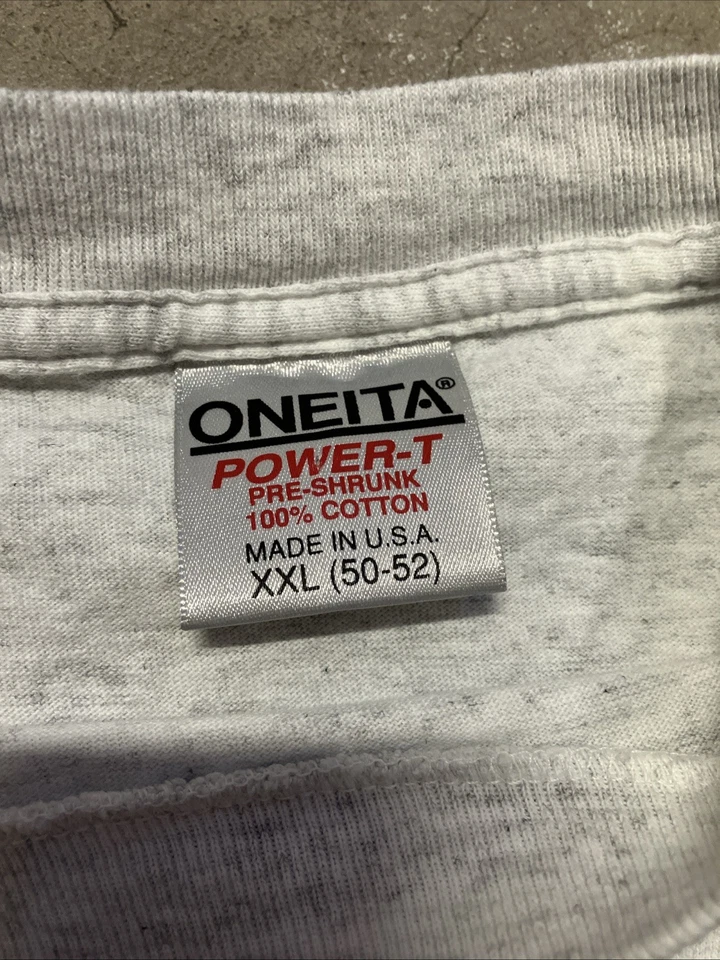 ONEITA®
POWER-T
PRE-SHRUNK
100% COTTON
MADE IN U.S.A.
XXL (50-52)